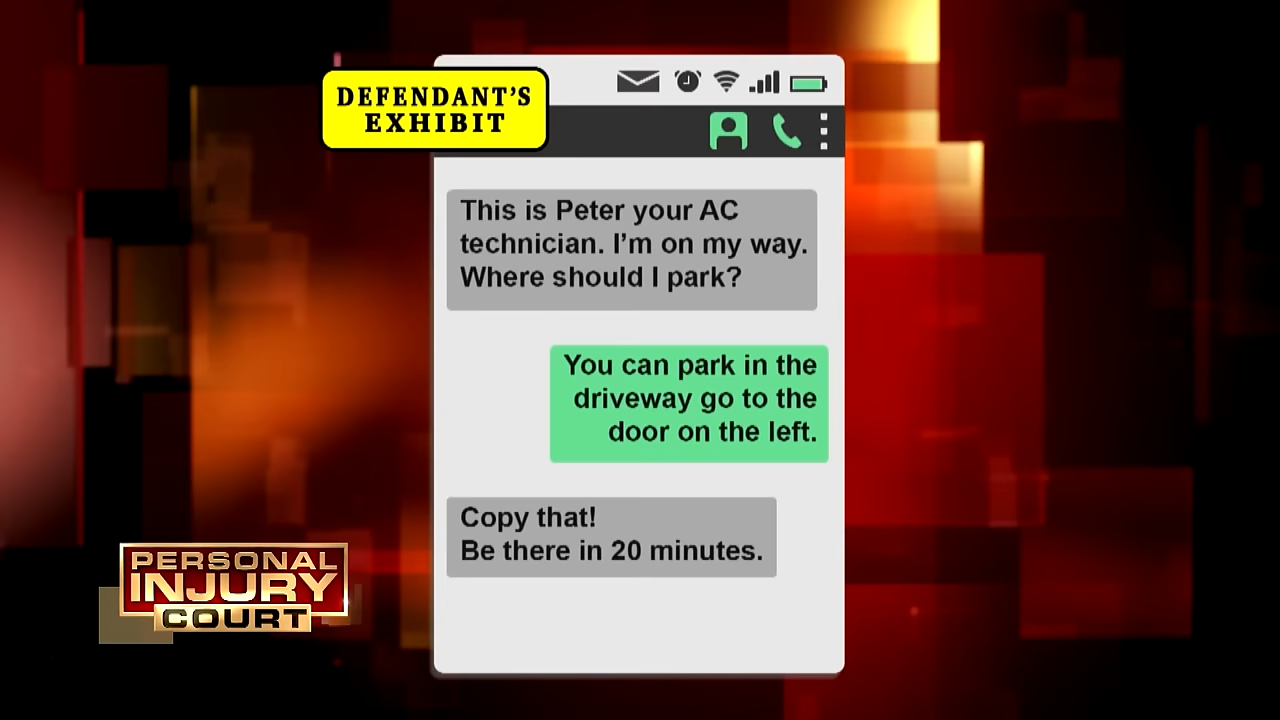 DEFENDANT'S
EXHIBIT
This is Peter your AC
technician. I'm on my way.
Where should I park?
You can park in the
driveway go to the
door on the left.
Copy that!
Be there in 20 minutes.
PERSONAL
INJURY
COURT